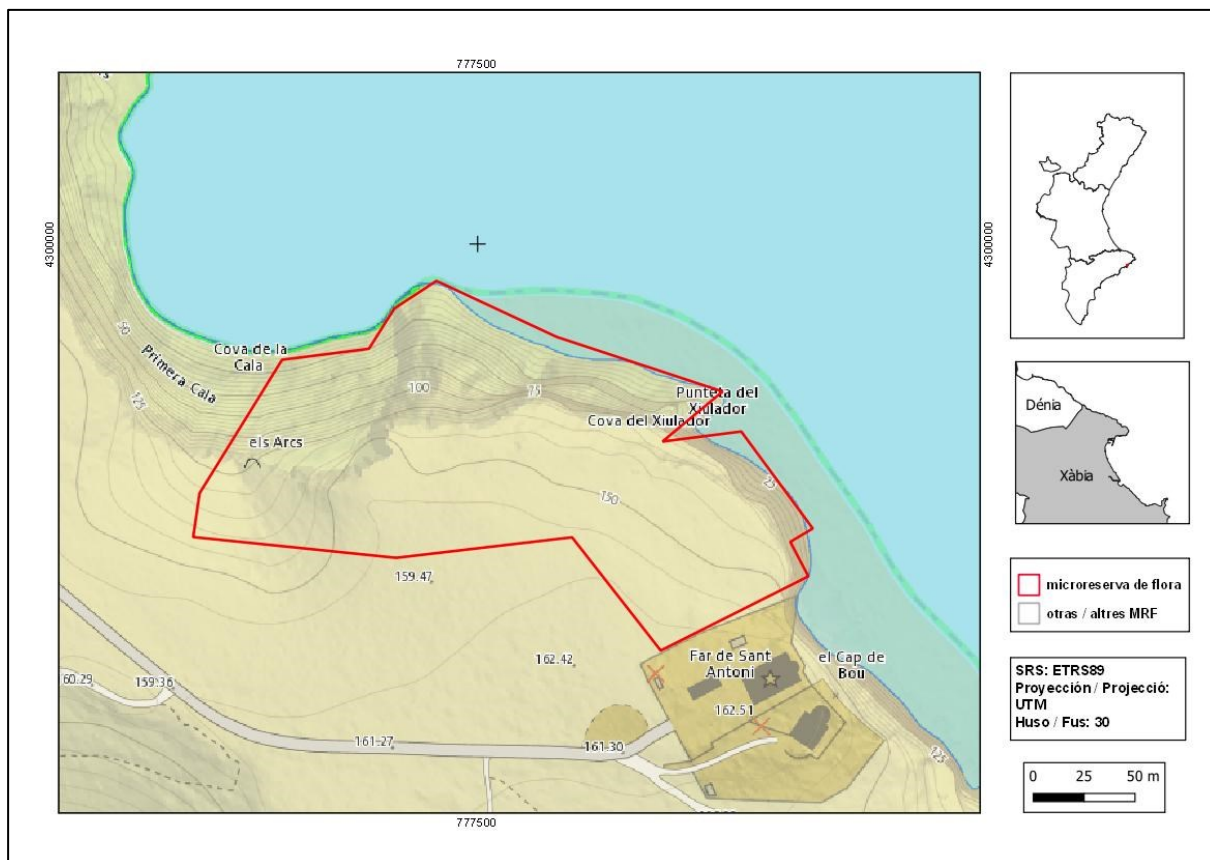 777500
4300000
4300000
Cova de la
Cala
Primera Cala
50
125
100
75
Punteta del
Xiulador
Cova del Xiulador
els Arcs
25
150
159.47
162.42
Far de Sant
Antoni
el Cap de
Bou
162.51
60.29
159.36
161.27
161.30
125
777500
Dénia
Xàbia
microreserva de flora
otras / altres MRF
SRS: ETRS89
Proyección / Projecció:
UTM
Huso / Fus: 30
0 25 50 m